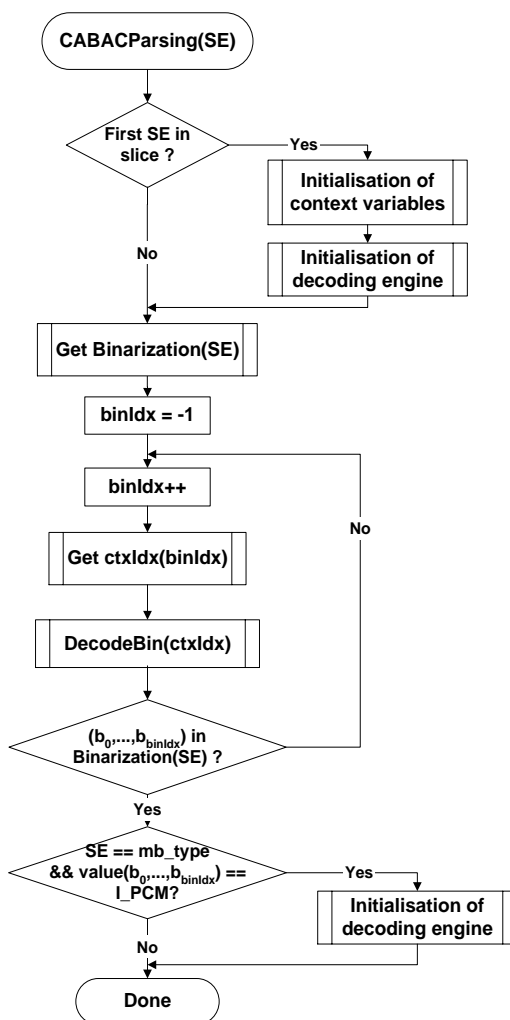 CABACParsing(SE)
First SE in
slice ?
Yes
Initialisation of
context variables
No
Initialisation of
decoding engine
Get Binarization(SE)
binIdx = -1
binIdx++
No
Get ctxIdx(binIdx)
DecodeBin(ctxIdx)
(b0,...,bbinIdx) in
Binarization(SE) ?
Yes
SE == mb_type
&& value(b0,...,bbinIdx) ==
I_PCM?
Yes
Initialisation of
decoding engine
No
Done